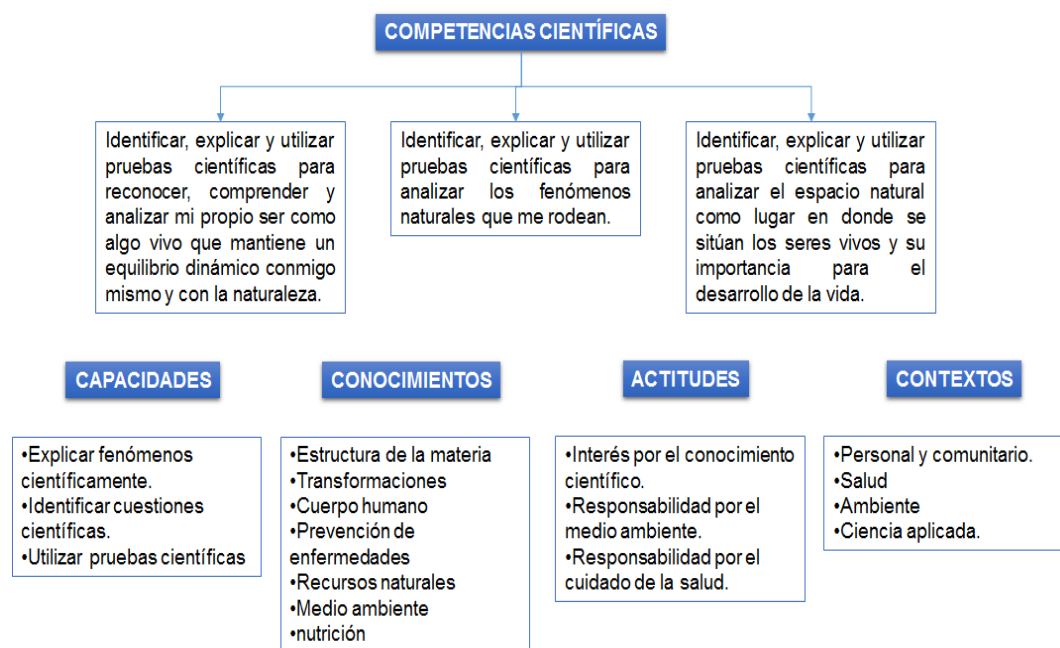 COMPETENCIAS CIENTÍFICAS
Identificar, explicar y utilizar
pruebas científicas para
reconocer, comprender y
analizar mi propio ser como
algo vivo que mantiene un
equilibrio dinámico conmigo
mismo y con la naturaleza.
Identificar, explicar y utilizar
pruebas científicas para
analizar los fenómenos
naturales que me rodean.
Identificar, explicar y utilizar
pruebas científicas para
analizar el espacio natural
como lugar en donde se
sitúan los seres vivos y su
importancia para el
desarrollo de la vida.
CAPACIDADES
•Explicar fenómenos
científicamente.
•Identificar cuestiones
científicas.
•Utilizar pruebas científicas
CONOCIMIENTOS
•Estructura de la materia
•Transformaciones
•Cuerpo humano
•Prevención de
enfermedades
•Recursos naturales
•Medio ambiente
•nutrición
ACTITUDES
•Interés por el conocimiento
científico.
•Responsabilidad por el
medio ambiente.
•Responsabilidad por el
cuidado de la salud.
CONTEXTOS
•Personal y comunitario.
•Salud
•Ambiente
•Ciencia aplicada.